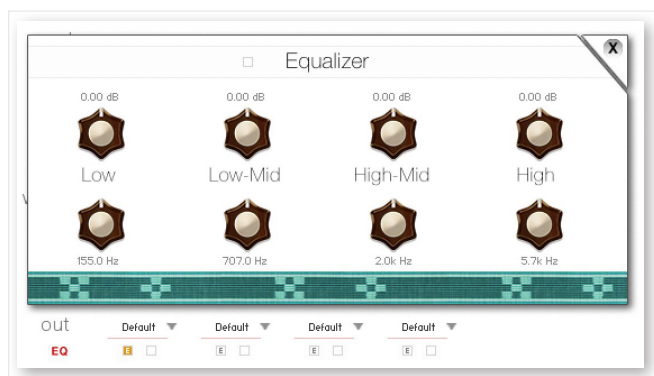 X
Equalizer
0.00 dB 0.00 dB 0.00 dB 0.00 dB
Low Low-Mid High-Mid High
155.0 Hz 707.0 Hz 2.0k Hz 5.7k Hz
out Default Default Default Default
EQ E E E E